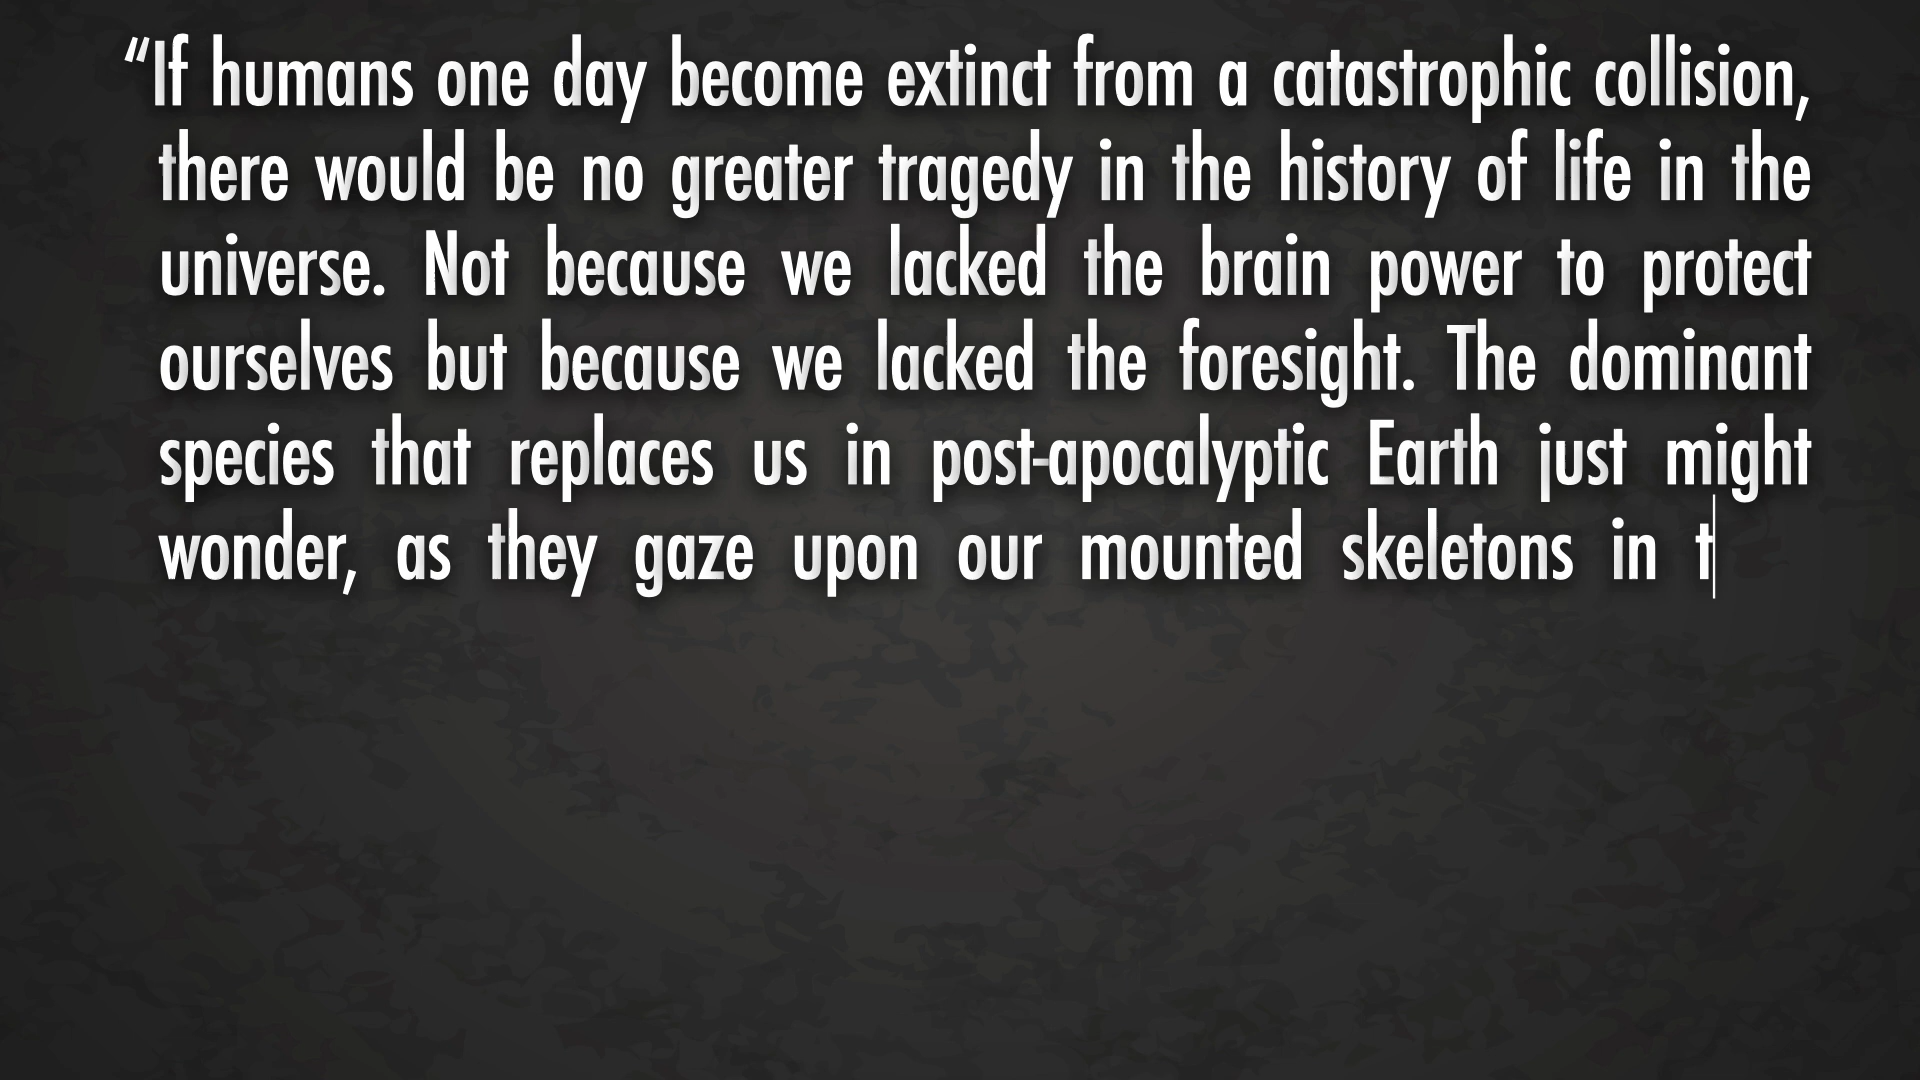 “If humans one day become extinct from a catastrophic collision,
there would be no greater tragedy in the history of life in the
universe. Not because we lacked the brain power to protect
ourselves but because we lacked the foresight. The dominant
species that replaces us in post-apocalyptic Earth just might
wonder, as they gaze upon our mounted skeletons in t